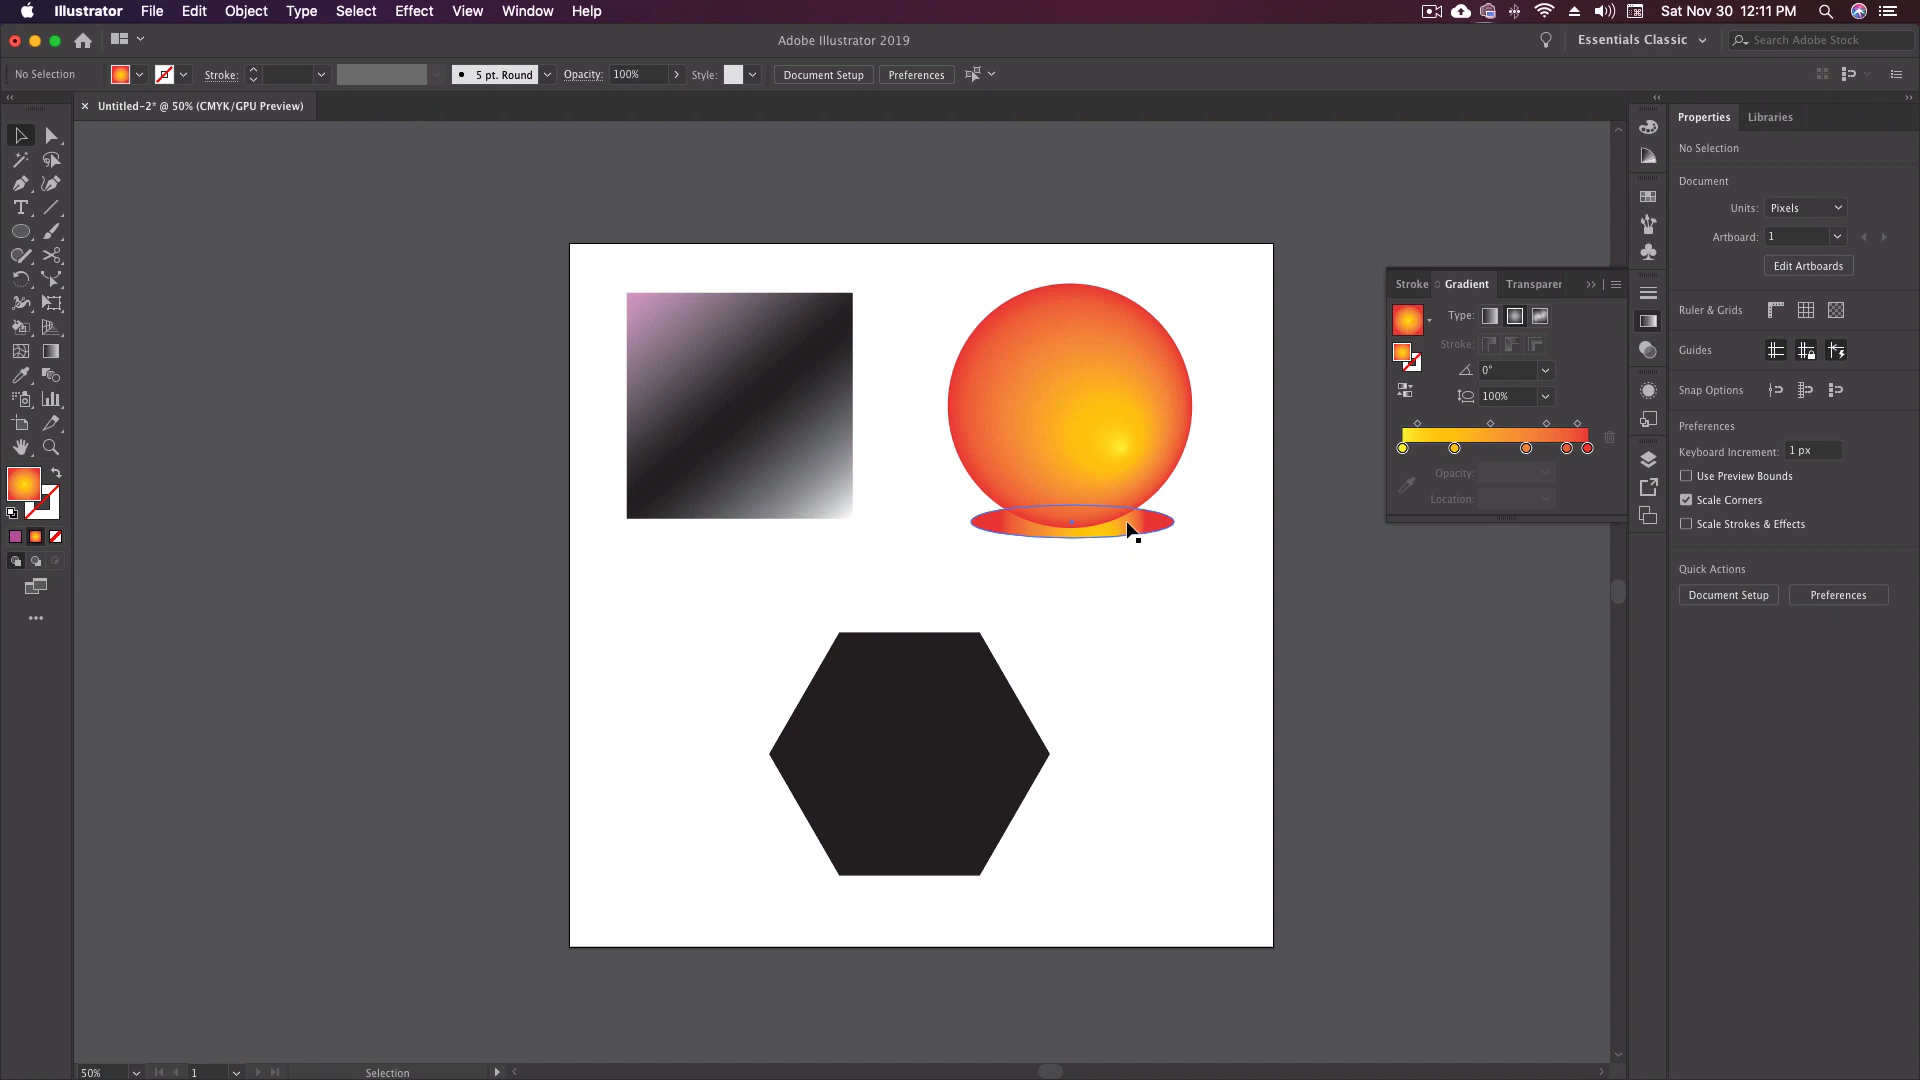 Illustrator File Edit Object Type Select Effect View Window Help
Sat Nov 30 12:11 PM
Adobe Illustrator 2019
Essentials Classic
Search Adobe Stock
No Selection
Stroke:
5 pt. Round
Opacity: 100%
Style:
Document Setup
Preferences
Untitled-2* @ 50% (CMYK/GPU Preview)
Properties
Libraries
No Selection
Document
Units: Pixels
Artboard: 1
Edit Artboards
Ruler & Grids
Guides
Snap Options
Preferences
Keyboard Increment: 1 px
Use Preview Bounds
Scale Corners
Scale Strokes & Effects
Quick Actions
Document Setup
Preferences
Stroke
Gradient
Transparer
Type:
Stroke:
0°
100%
Opacity:
Location:
50%
1
Selection